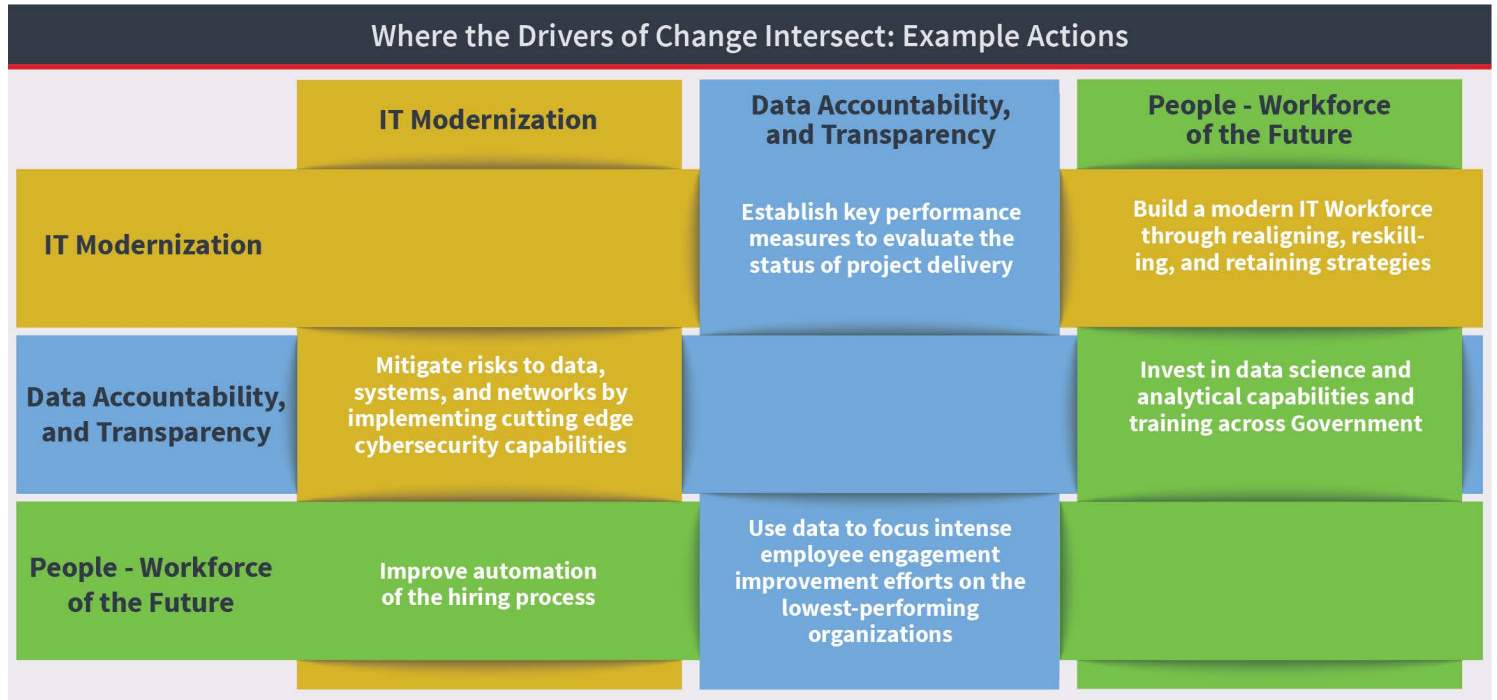 Where the Drivers of Change Intersect: Example Actions
IT Modernization
Data Accountability,
and Transparency
People - Workforce
of the Future
IT Modernization
Establish key performance
measures to evaluate the
status of project delivery
Build a modern IT Workforce
through realigning, reskill-
ing, and retaining strategies
Data Accountability,
and Transparency
Mitigate risks to data,
systems, and networks by
implementing cutting edge
cybersecurity capabilities
Invest in data science and
analytical capabilities and
training across Government
People - Workforce
of the Future
Improve automation
of the hiring process
Use data to focus intense
employee engagement
improvement efforts on the
lowest-performing
organizations